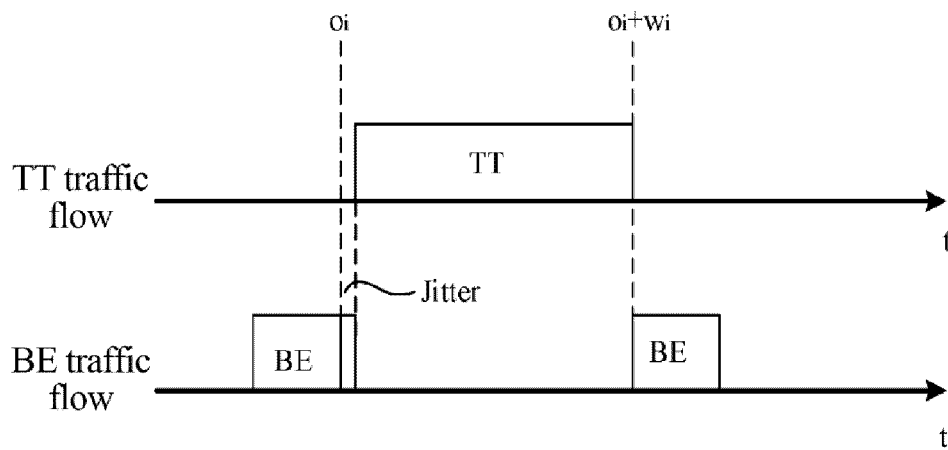 oi
oi+wi
TT
TT traffic
flow
t
Jitter
BE
BE
BE traffic
flow
t